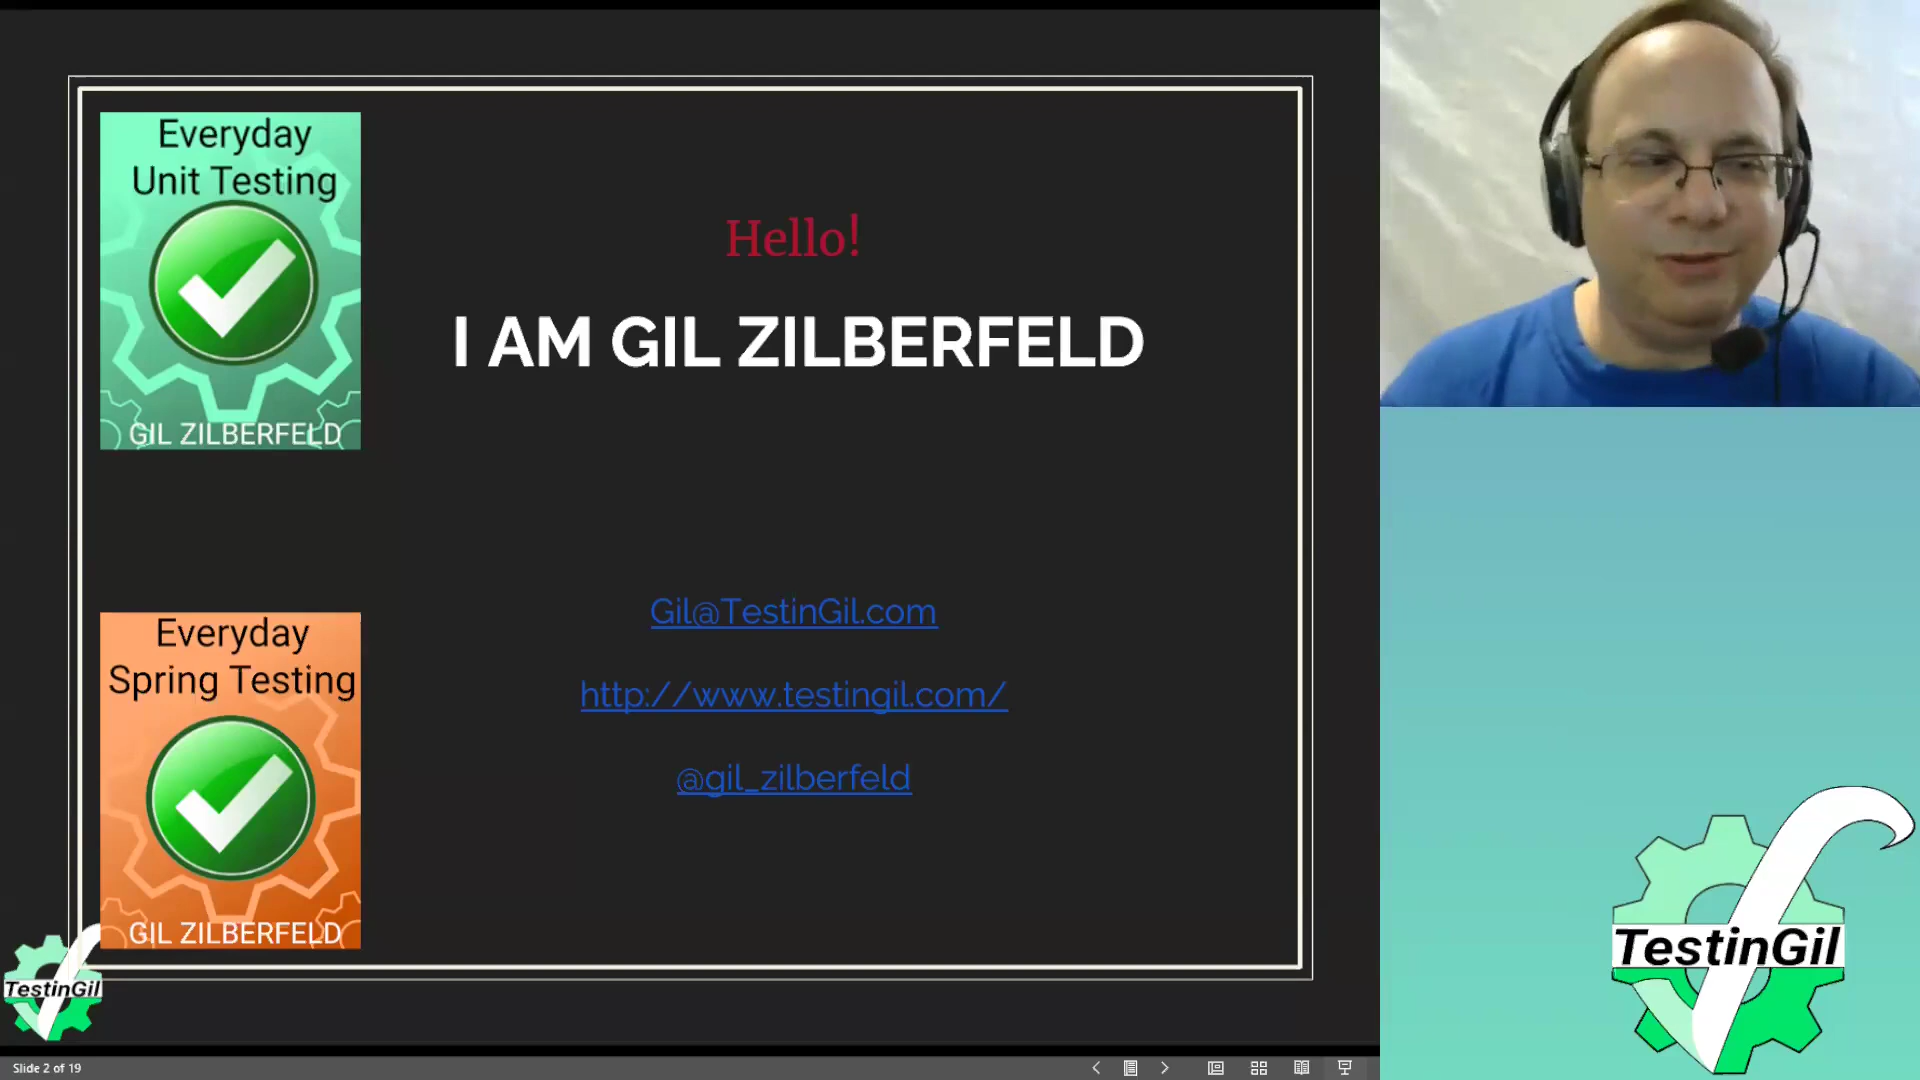 Everyday
Unit Testing
GIL ZILBERFELD
Hello!
I AM GIL ZILBERFELD
Gil@TestinGil.com
http://www.testingil.com/
@gil_zilberfeld
Everyday
Spring Testing
GIL ZILBERFELD
TestinGil
TestinGil
Slide 2 of 19